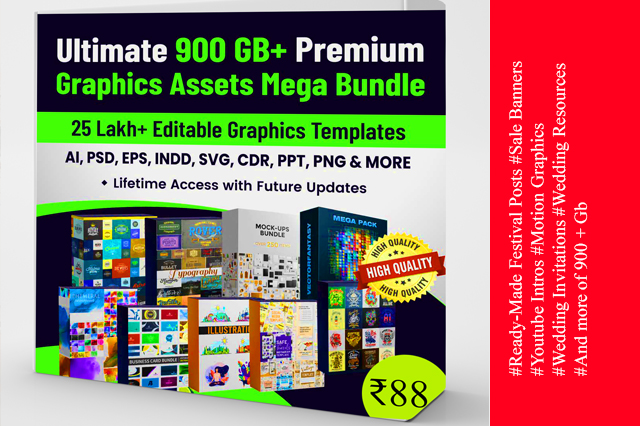 Ultimate 900 GB+ Premium
Graphics Assets Mega Bundle
25 Lakh+ Editable Graphics Templates
AI, PSD, EPS, INDD, SVG, CDR, PPT, PNG & MORE
Lifetime Access with Future Updates
MOCK-UPS
BUNDLE
MEGA PACK
VECTORFANTASY
Typography
HIGH QUALITY
HIGH QUALITY
HIGH QUALITY
BUSINESS CARD BUNDLE
ILLUSTRATI
₹88
#Ready-Made Festival Posts #Sale Banners
#Youtube Intros #Motion Graphics
#Wedding Invitations #Wedding Resources
#And more of 900 + Gb